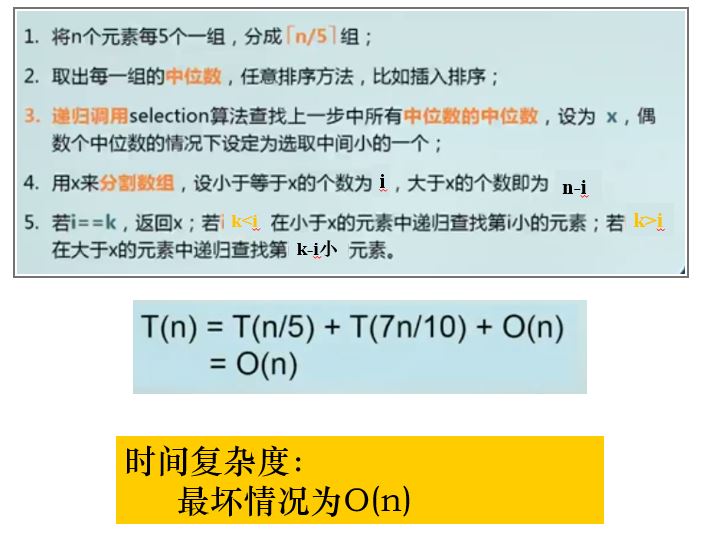 1. 将n个元素每5个一组，分成⌈n/5⌉组；
2. 取出每一组的中位数，任意排序方法，比如插入排序；
3. 递归调用selection算法查找上一步中所有中位数的中位数，设为 x，偶
数个中位数的情况下设定为选取中间小的一个；
4. 用x来分割数组，设小于等于x的个数为 i ，大于x的个数即为 n-i
5. 若i==k，返回x；若 k<i 在小于x的元素中递归查找第i小的元素；若 k>i
在大于x的元素中递归查找第 k-i小 元素。
T(n) = T(n/5) + T(7n/10) + O(n)
= O(n)
时间复杂度：
最坏情况为O(n)